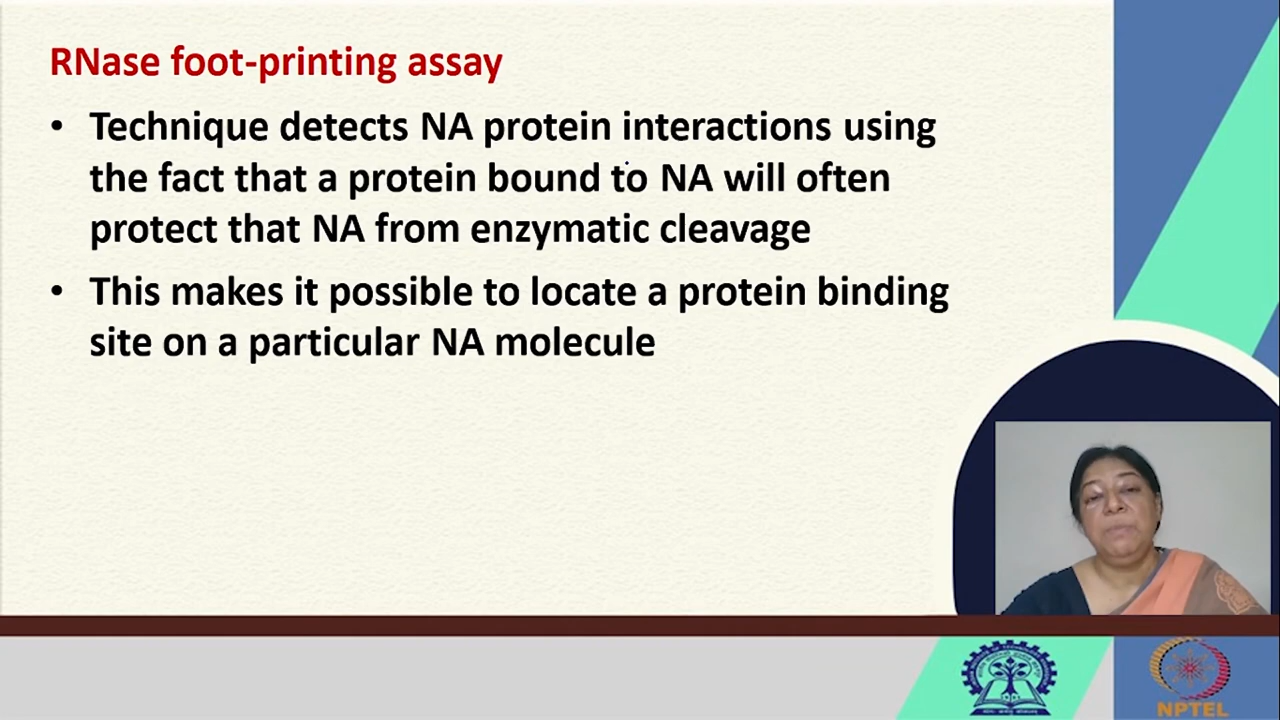 RNase foot-printing assay
• Technique detects NA protein interactions using
the fact that a protein bound to NA will often
protect that NA from enzymatic cleavage
• This makes it possible to locate a protein binding
site on a particular NA molecule
NPTEL